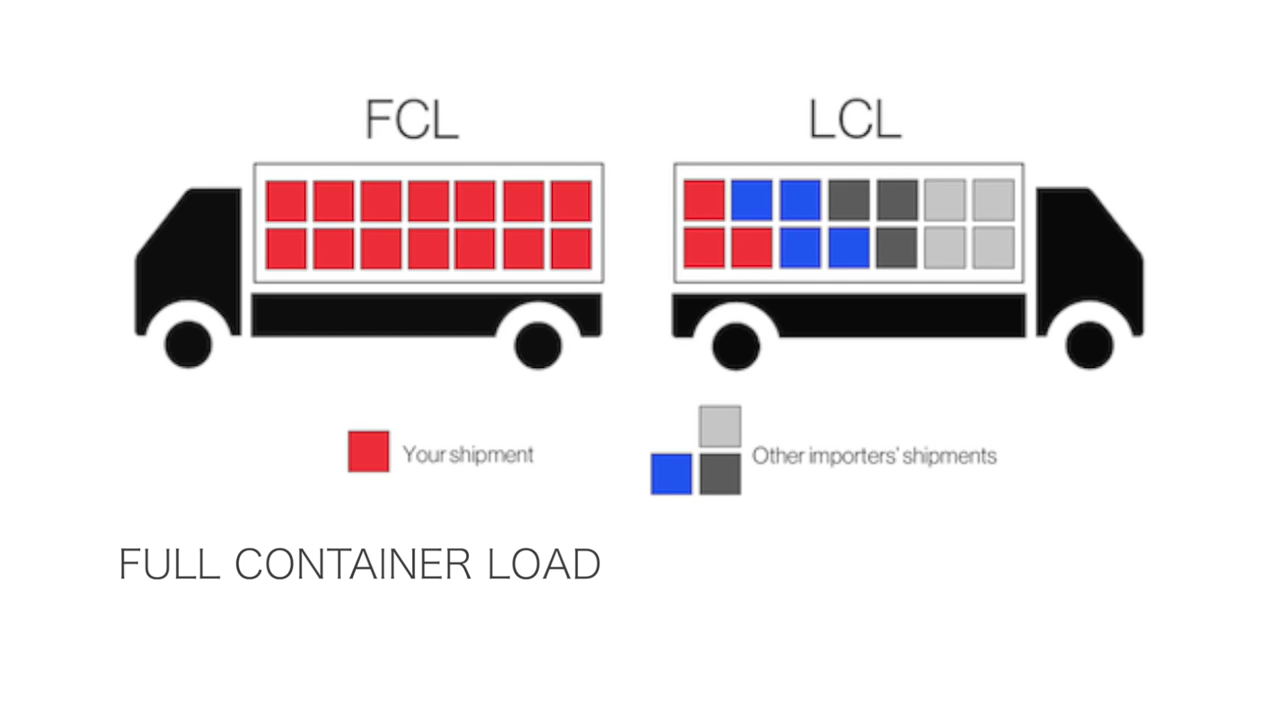 FCL
LCL
Your shipment
Other importers' shipments
FULL CONTAINER LOAD